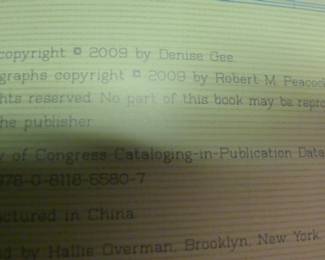 copyright © 2009 by Denise Gee.
graphs copyright © 2009 by Robert M. Peacock
hts reserved. No part of this book may be repro
he publisher.
y of Congress Cataloging-in-Publication Data
978-0-8118-6580-7
actured in China.
d by Hallie Overman, Brooklyn, New York